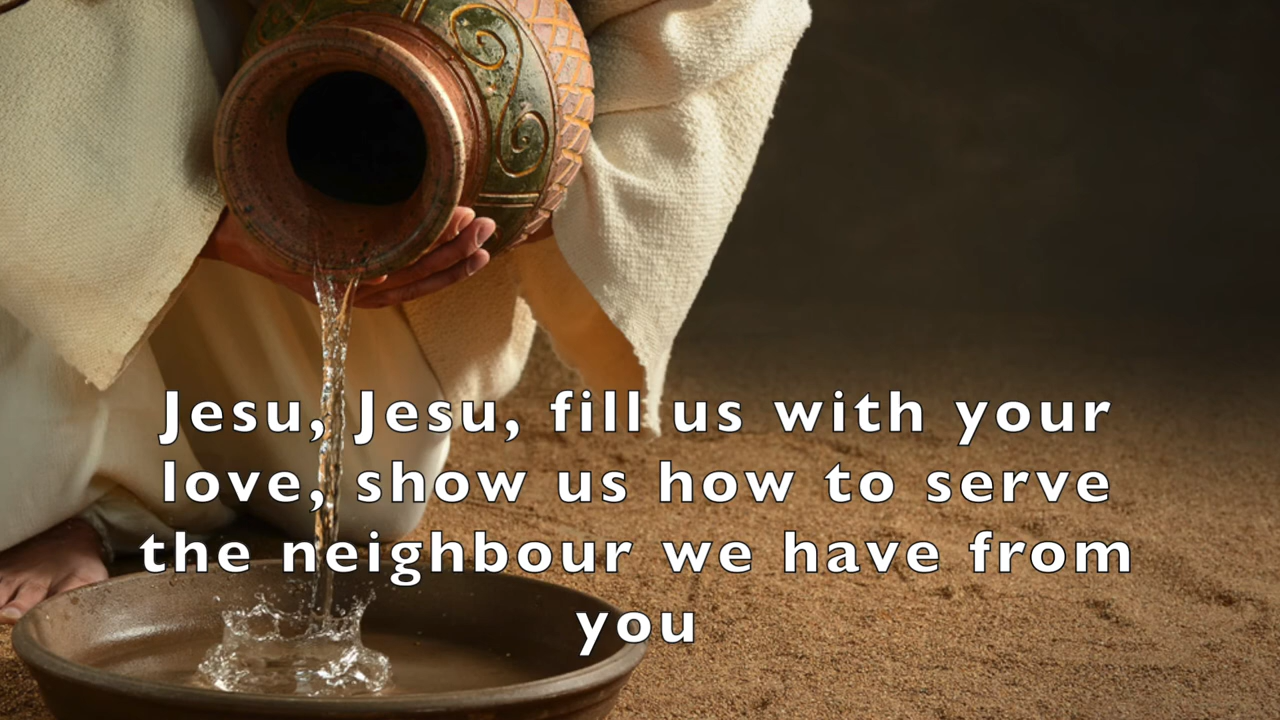 Jesu, Jesu, fill us with your
love, show us how to serve
the neighbour we have from
you